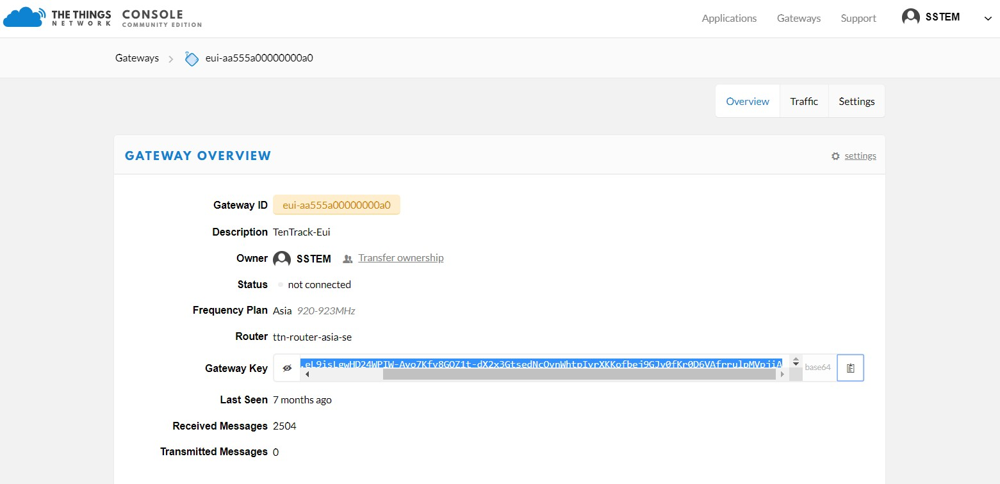 THE THINGS NETWORK CONSOLE COMMUNITY EDITION
Applications Gateways Support SSTEM
Gateways eui-aa555a00000000a0
Overview Traffic Settings
GATEWAY OVERVIEW settings
Gateway ID eui-aa555a00000000a0
Description TenTrack-Eui
Owner SSTEM Transfer ownership
Status not connected
Frequency Plan Asia 920-923MHz
Router ttn-router-asia-se
Gateway Key base64
Last Seen 7 months ago
Received Messages 2504
Transmitted Messages 0